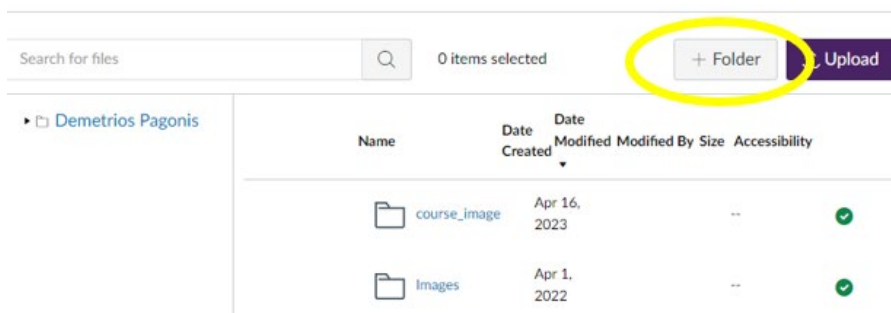 Search for files
0 items selected
+ Folder
Upload
Demetrios Pagonis
Name
Date Created
Date Modified
Modified By
Size
Accessibility
course_image
Apr 16,
2023
--
Images
Apr 1,
2022
--